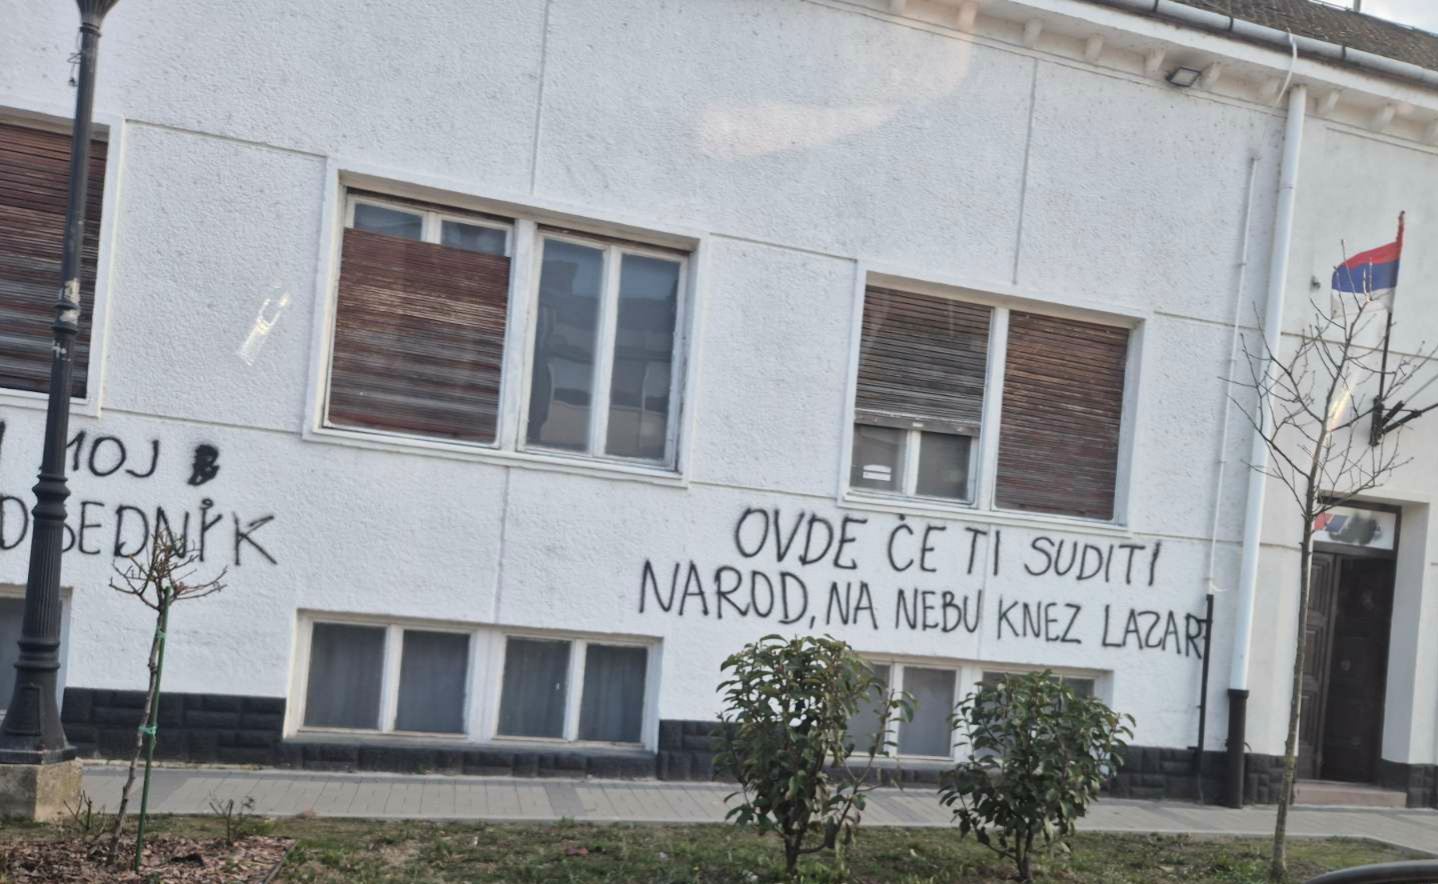 MOJ
OVDE ĆE TI SUDITI
NAROD, NA NEBU KNEZ LAZAR